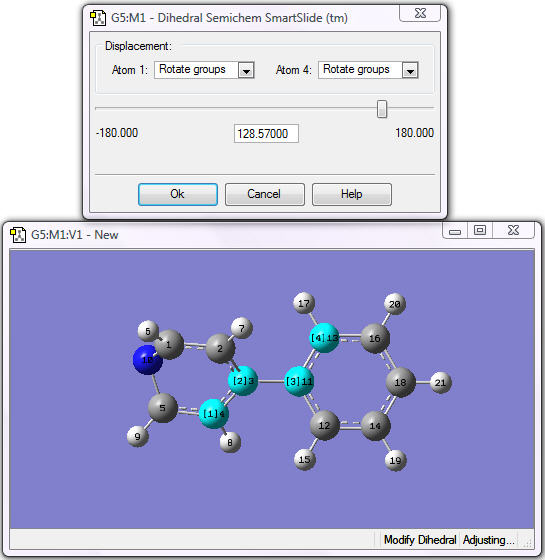 G5:M1 - Dihedral Semichem SmartSlide (tm)
Displacement:
Atom 1: Rotate groups Atom 4: Rotate groups
-180.000 128.57000 180.000
Ok Cancel Help
G5:M1:V1 - New
17 20
6 7 [4]13 16
1 2
10 [2]3 [3]11 18 21
5 [1]4 12 14
9 8 15 19
Modify Dihedral Adjusting...